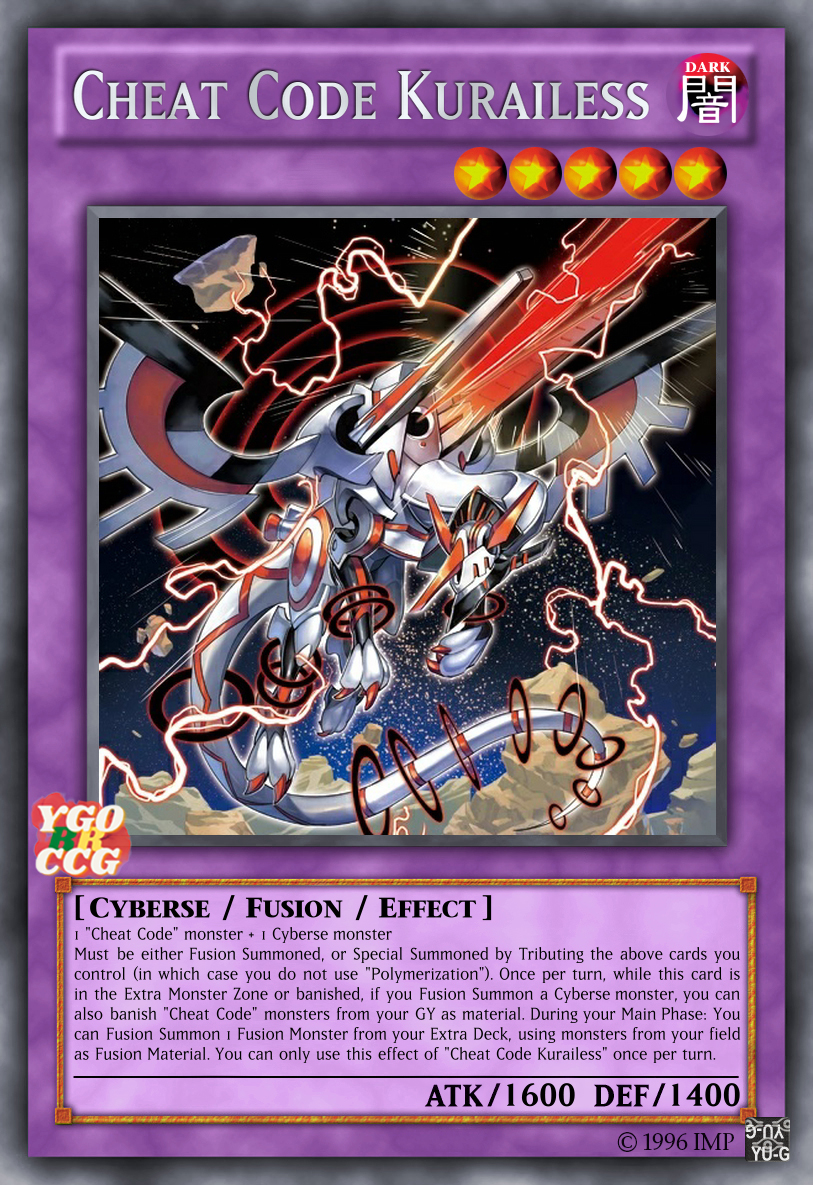 Cheat Code Kurailess
DARK
闇
YGO
RR
CCG
[ Cyberse / Fusion / Effect ]
1 "Cheat Code" monster + 1 Cyberse monster
Must be either Fusion Summoned, or Special Summoned by Tributing the above cards you
control (in which case you do not use "Polymerization"). Once per turn, while this card is
in the Extra Monster Zone or banished, if you Fusion Summon a Cyberse monster, you can
also banish "Cheat Code" monsters from your GY as material. During your Main Phase: You
can Fusion Summon 1 Fusion Monster from your Extra Deck, using monsters from your field
as Fusion Material. You can only use this effect of "Cheat Code Kurailess" once per turn.
ATK/1600 DEF/1400
© 1996 IMP
YU-G